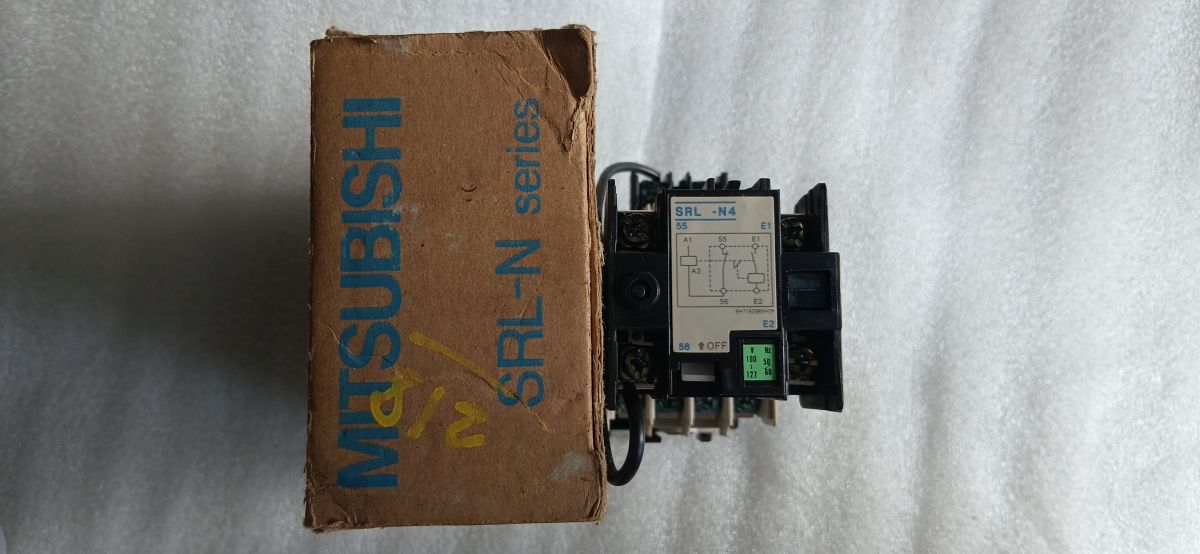 MITSUBISHI
SRL-N series
SRL -N4
55 E1
A1 55 E1
A2
56 E2
E2
56 ⬆OFF
V Hz
100 50
127 60